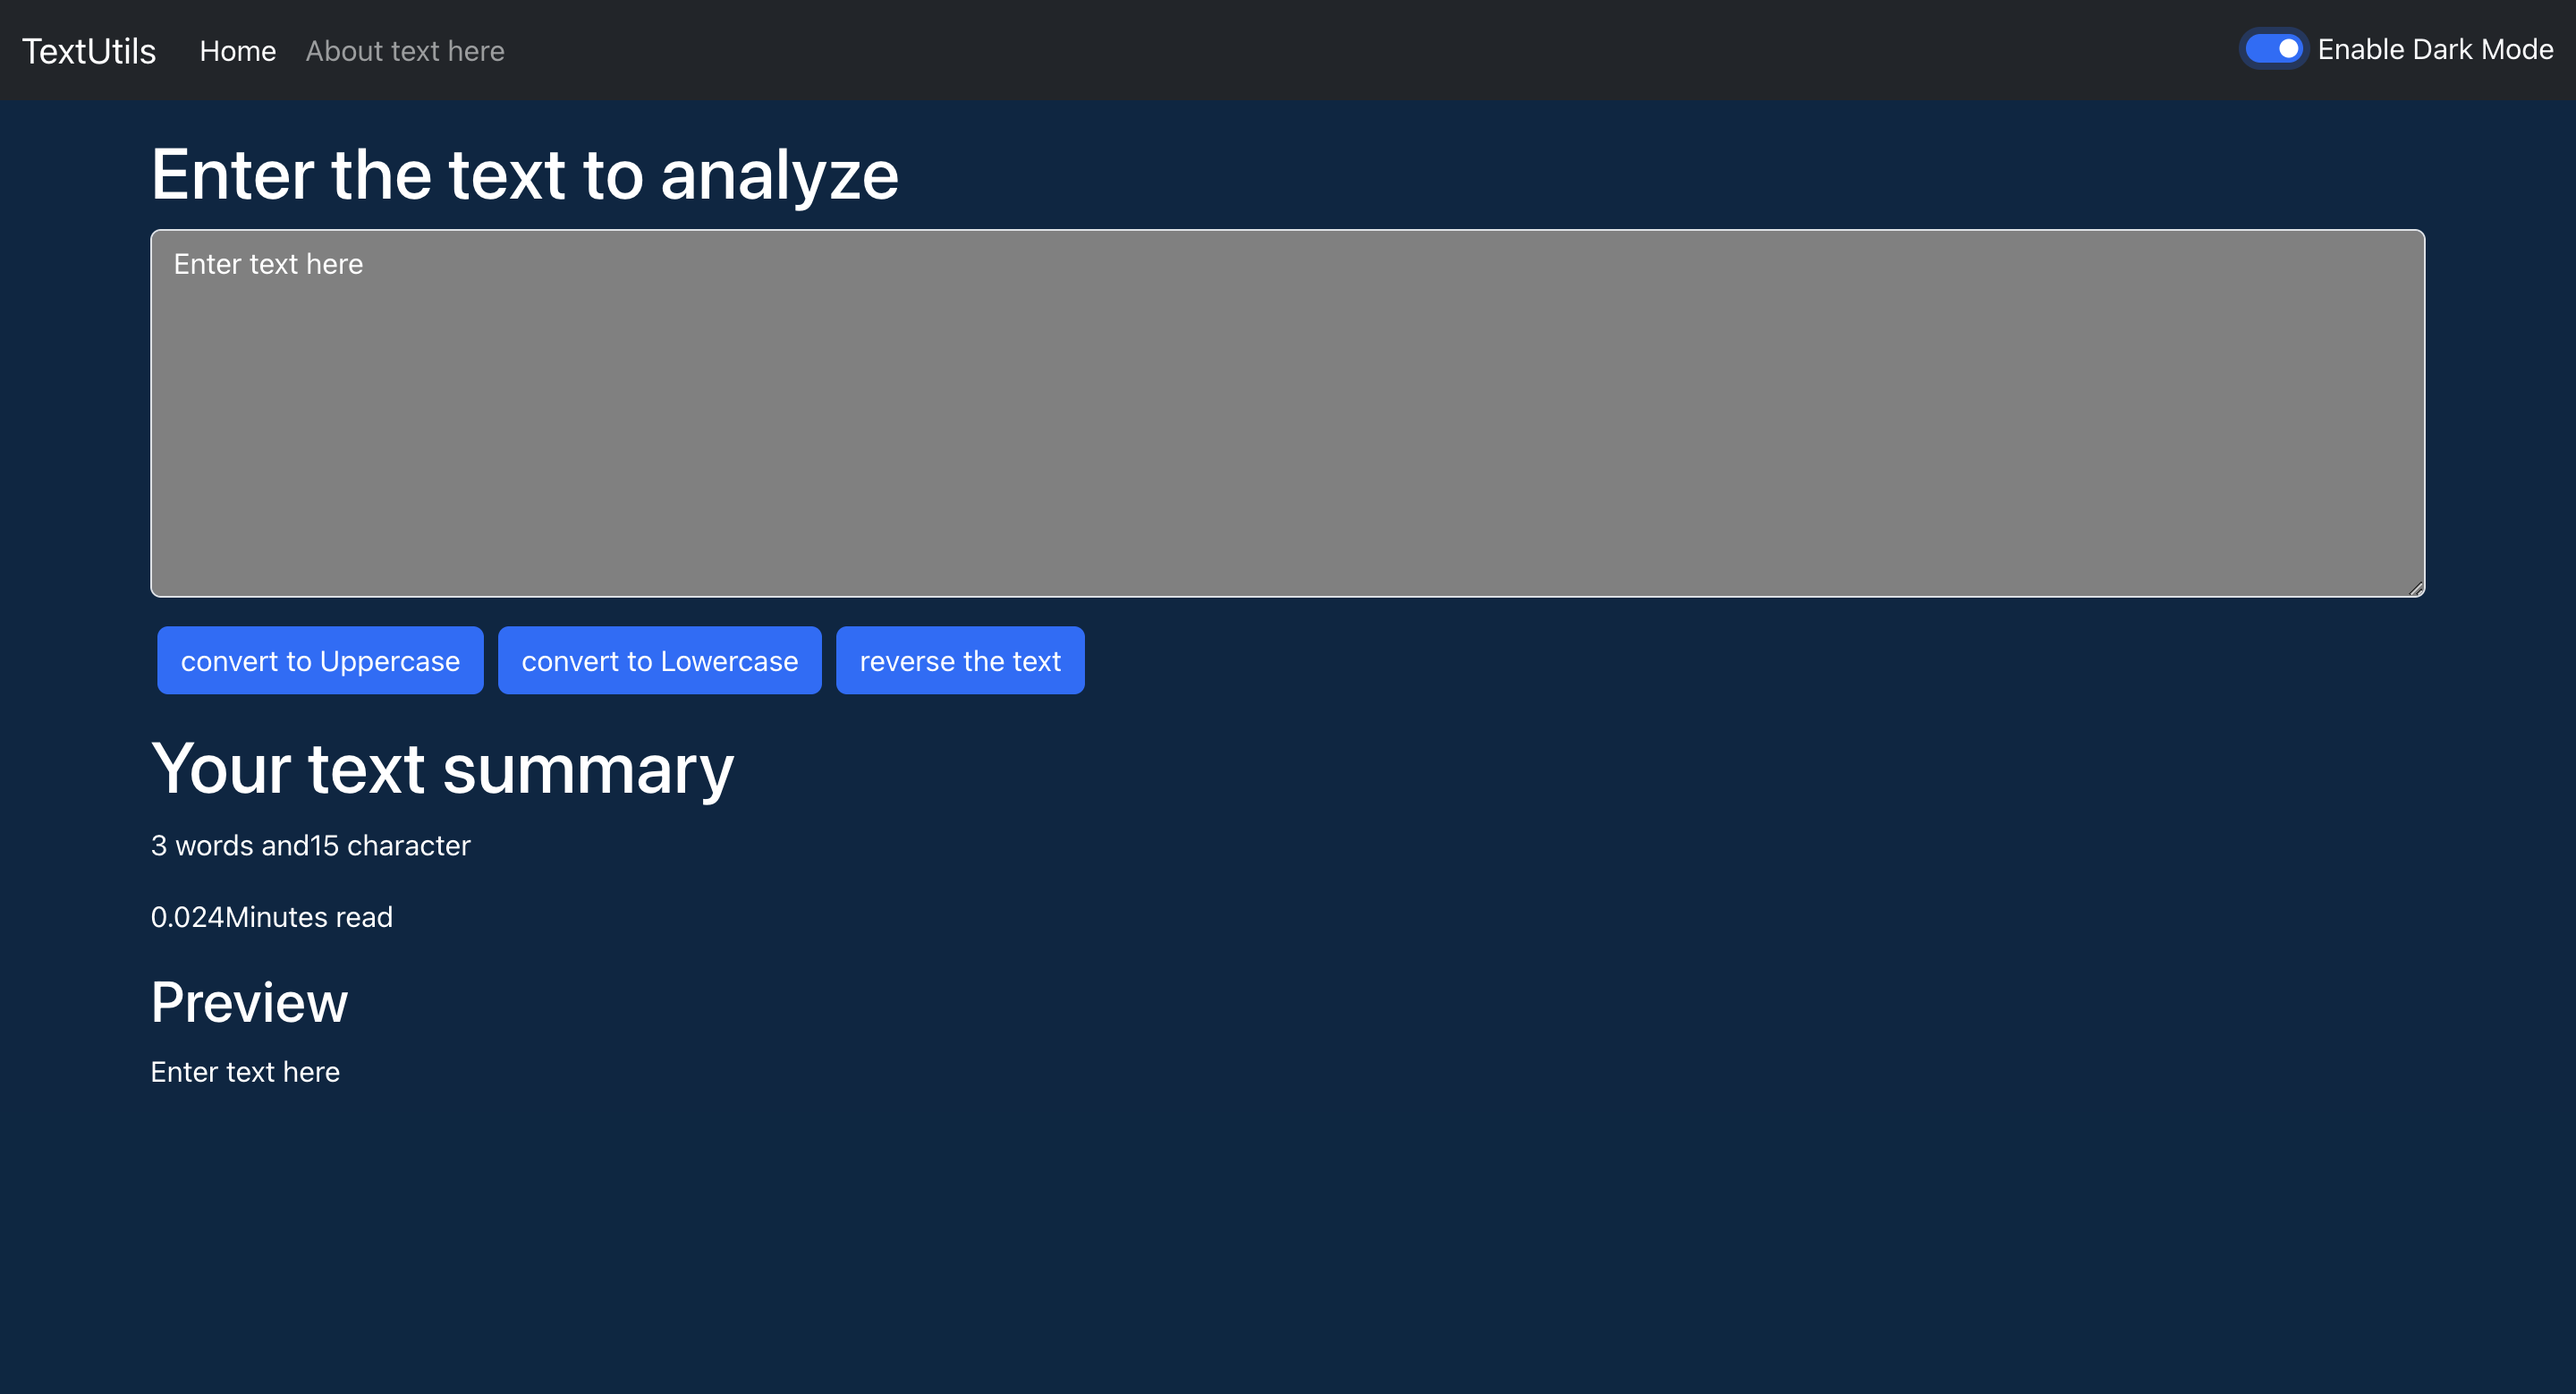 TextUtils Home About text here Enable Dark Mode
Enter the text to analyze
Enter text here
convert to Uppercase convert to Lowercase reverse the text
Your text summary
3 words and15 character
0.024Minutes read
Preview
Enter text here